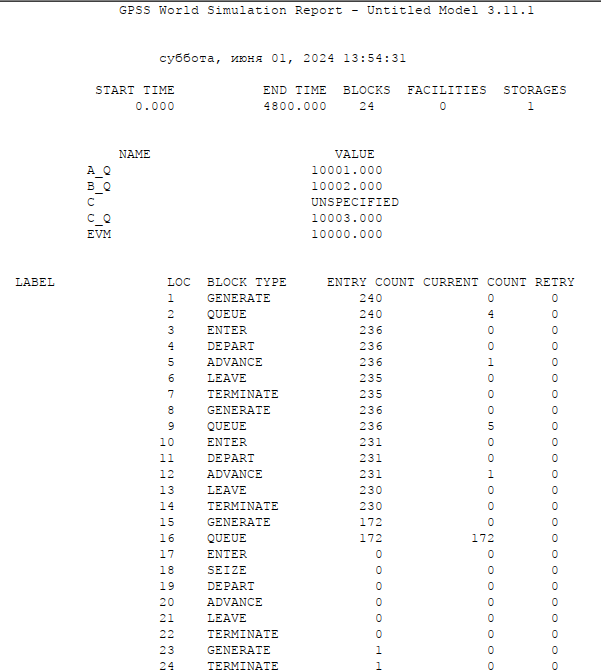 GPSS World Simulation Report - Untitled Model 3.11.1
суббота, июня 01, 2024 13:54:31
START TIME END TIME BLOCKS FACILITIES STORAGES
0.000 4800.000 24 0 1
NAME VALUE
A_Q 10001.000
B_Q 10002.000
C UNSPECIFIED
C_Q 10003.000
EVM 10000.000
LABEL LOC BLOCK TYPE ENTRY COUNT CURRENT COUNT RETRY
1 GENERATE 240 0 0
2 QUEUE 240 4 0
3 ENTER 236 0 0
4 DEPART 236 0 0
5 ADVANCE 236 1 0
6 LEAVE 235 0 0
7 TERMINATE 235 0 0
8 GENERATE 236 0 0
9 QUEUE 236 5 0
10 ENTER 231 0 0
11 DEPART 231 0 0
12 ADVANCE 231 1 0
13 LEAVE 230 0 0
14 TERMINATE 230 0 0
15 GENERATE 172 0 0
16 QUEUE 172 172 0
17 ENTER 0 0 0
18 SEIZE 0 0 0
19 DEPART 0 0 0
20 ADVANCE 0 0 0
21 LEAVE 0 0 0
22 TERMINATE 0 0 0
23 GENERATE 1 0 0
24 TERMINATE 1 0 0